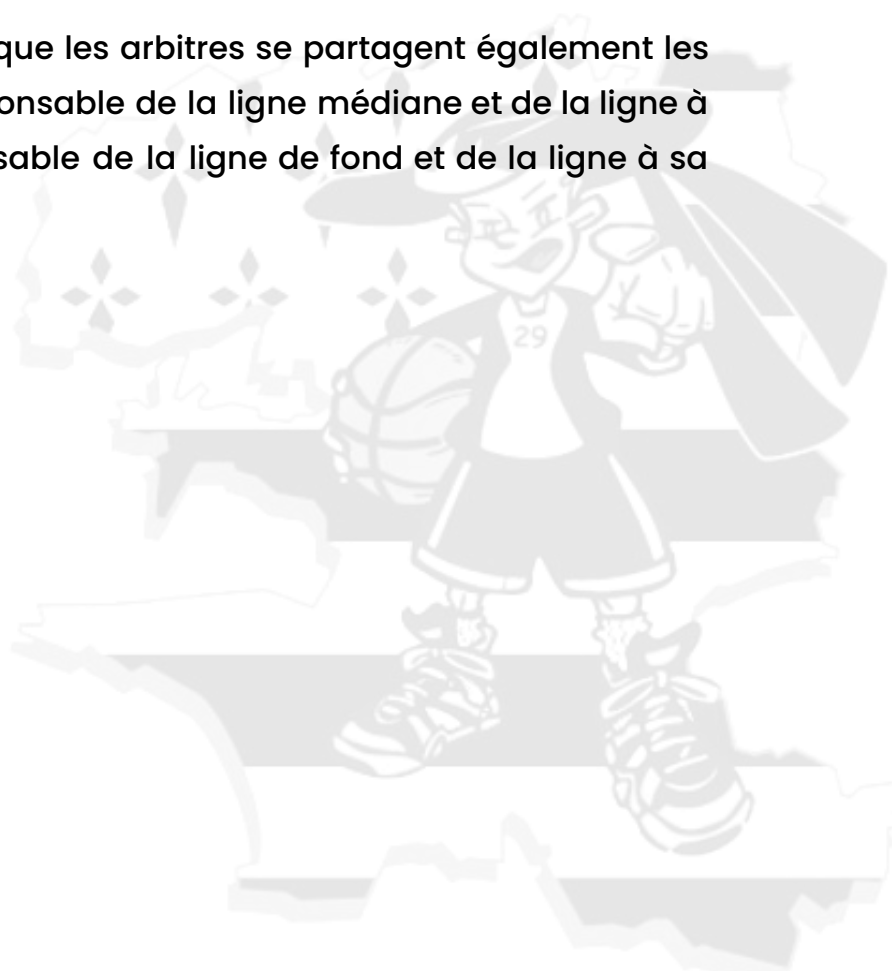 que les arbitres se partagent également les
onsable de la ligne médiane et de la ligne à
sable de la ligne de fond et de la ligne à sa
29